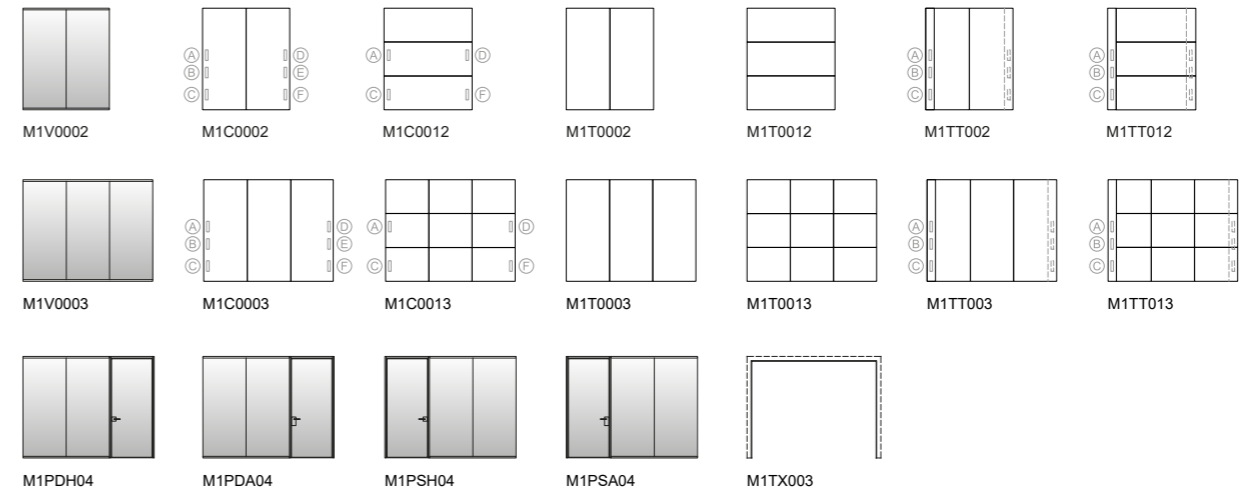 A D A D A A
B E B B
C F C F C C
M1V0002 M1C0002 M1C0012 M1T0002 M1T0012 M1TT002 M1TT012
A D A D A A
B E B B
C F C F C C
M1V0003 M1C0003 M1C0013 M1T0003 M1T0013 M1TT003 M1TT013
M1PDH04 M1PDA04 M1PSH04 M1PSA04 M1TX003